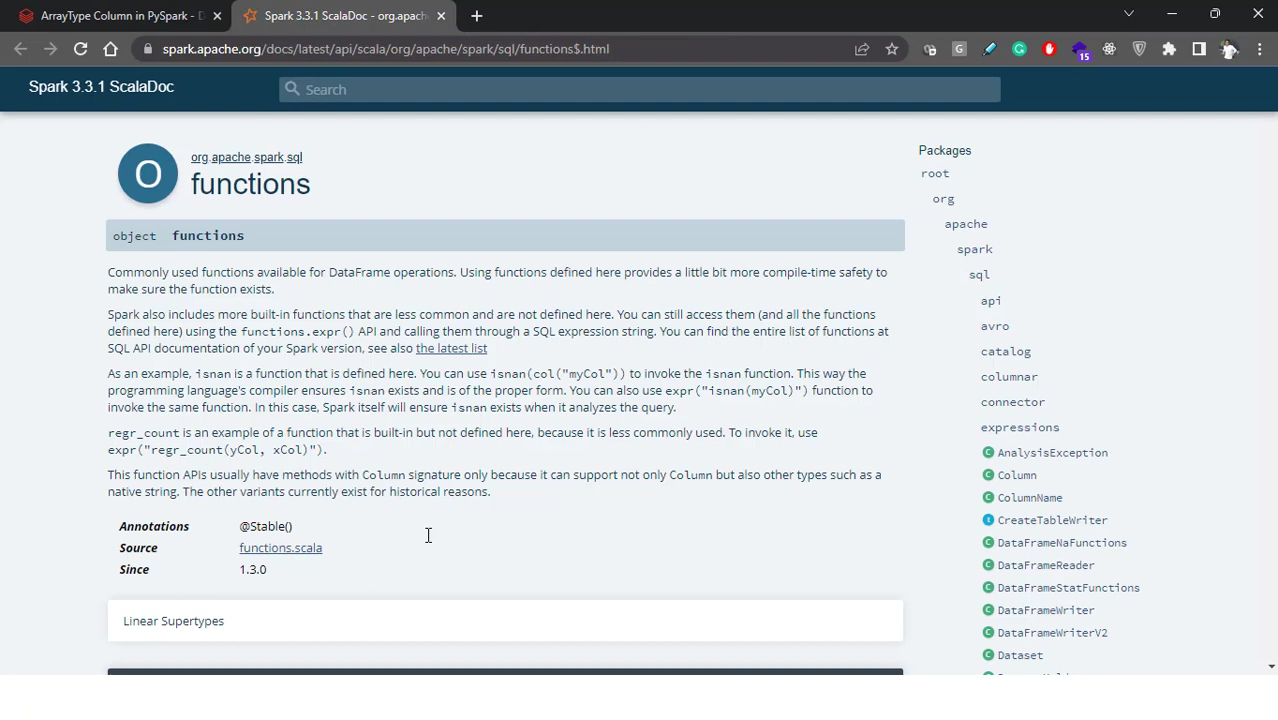 ArrayType Column in PySpark - D
Spark 3.3.1 ScalaDoc - org.apach
spark.apache.org/docs/latest/api/scala/org/apache/spark/sql/functions$.html
G
15
Spark 3.3.1 ScalaDoc
Search
O
org.apache.spark.sql
functions
object functions
Commonly used functions available for DataFrame operations. Using functions defined here provides a little bit more compile-time safety to
make sure the function exists.
Spark also includes more built-in functions that are less common and are not defined here. You can still access them (and all the functions
defined here) using the functions.expr() API and calling them through a SQL expression string. You can find the entire list of functions at
SQL API documentation of your Spark version, see also the latest list
As an example, isnan is a function that is defined here. You can use isnan(col("myCol")) to invoke the isnan function. This way the
programming language's compiler ensures isnan exists and is of the proper form. You can also use expr("isnan(myCol)") function to
invoke the same function. In this case, Spark itself will ensure isnan exists when it analyzes the query.
regr_count is an example of a function that is built-in but not defined here, because it is less commonly used. To invoke it, use
expr("regr_count(yCol, xCol)").
This function APIs usually have methods with Column signature only because it can support not only Column but also other types such as a
native string. The other variants currently exist for historical reasons.
Annotations @Stable()
Source functions.scala
Since 1.3.0
Linear Supertypes
Packages
root
org
apache
spark
sql
api
avro
catalog
columnar
connector
expressions
C AnalysisException
C Column
C ColumnName
t CreateTableWriter
C DataFrameNaFunctions
C DataFrameReader
C DataFrameStatFunctions
C DataFrameWriter
C DataFrameWriterV2
C Dataset